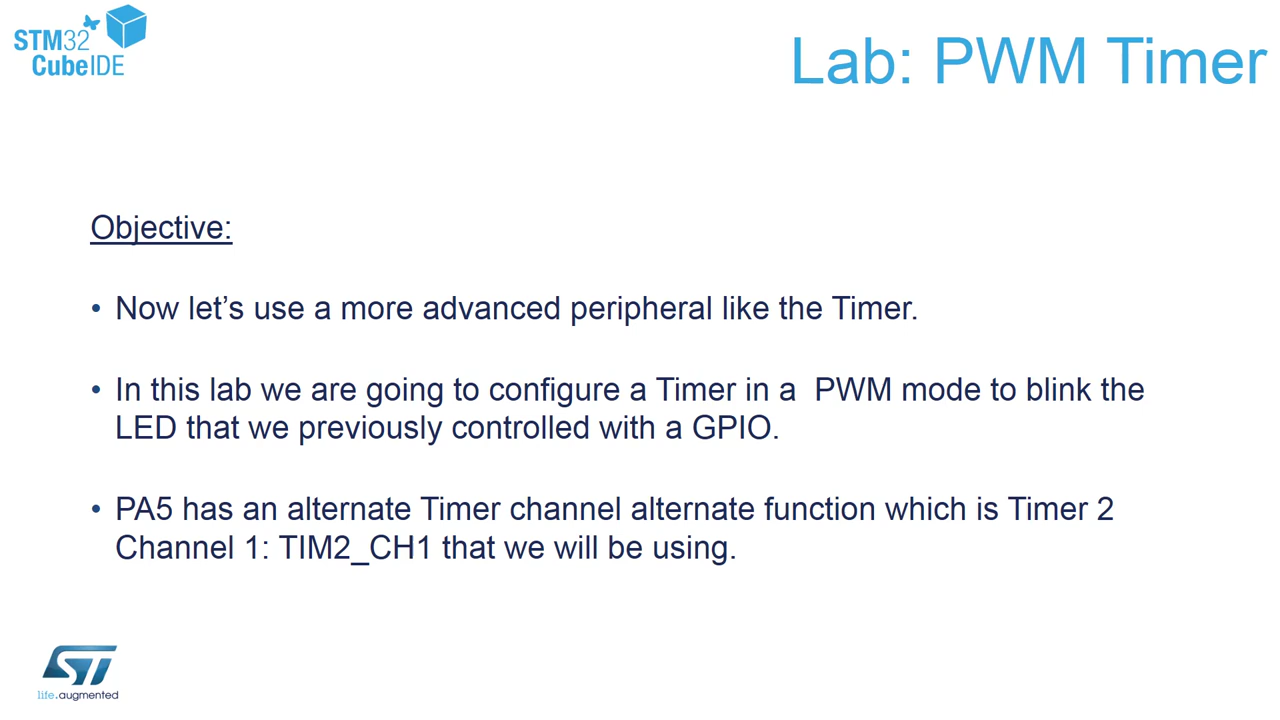 STM32
CubeIDE
Lab: PWM Timer
Objective:
• Now let’s use a more advanced peripheral like the Timer.
• In this lab we are going to configure a Timer in a  PWM mode to blink the
LED that we previously controlled with a GPIO.
• PA5 has an alternate Timer channel alternate function which is Timer 2
Channel 1: TIM2_CH1 that we will be using.
ST
life.augmented